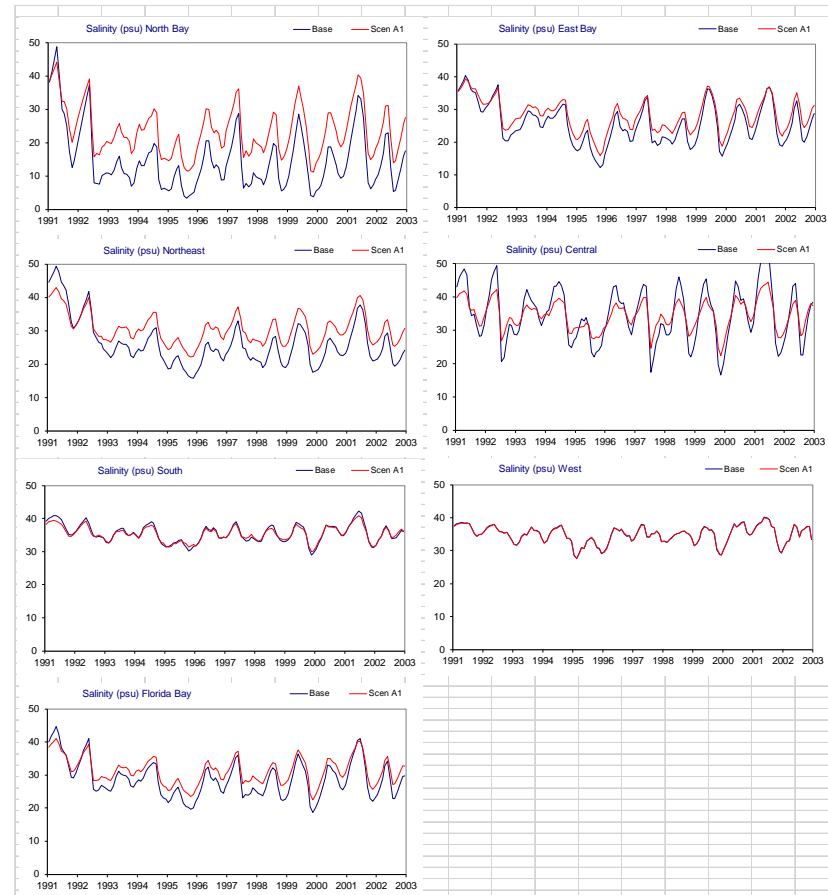 Salinity (psu) North Bay
Base
Scen A1
50
40
30
20
10
0
1991 1992 1993 1994 1995 1996 1997 1998 1999 2000 2001 2002 2003
Salinity (psu) East Bay
Base
Scen A1
50
40
30
20
10
0
1991 1992 1993 1994 1995 1996 1997 1998 1999 2000 2001 2002 2003
Salinity (psu) Northeast
Base
Scen A1
50
40
30
20
10
0
1991 1992 1993 1994 1995 1996 1997 1998 1999 2000 2001 2002 2003
Salinity (psu) Central
Base
Scen A1
50
40
30
20
10
0
1991 1992 1993 1994 1995 1996 1997 1998 1999 2000 2001 2002 2003
Salinity (psu) South
Base
Scen A1
50
40
30
20
10
0
1991 1992 1993 1994 1995 1996 1997 1998 1999 2000 2001 2002 2003
Salinity (psu) West
Base
Scen A1
50
40
30
20
10
0
1991 1992 1993 1994 1995 1996 1997 1998 1999 2000 2001 2002 2003
Salinity (psu) Florida Bay
Base
Scen A1
50
40
30
20
10
0
1991 1992 1993 1994 1995 1996 1997 1998 1999 2000 2001 2002 2003